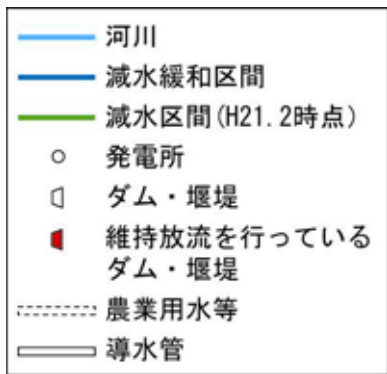 河川
減水緩和区間
減水区間(H21.2時点)
発電所
ダム・堰堤
維持放流を行っている
ダム・堰堤
農業用水等
導水管